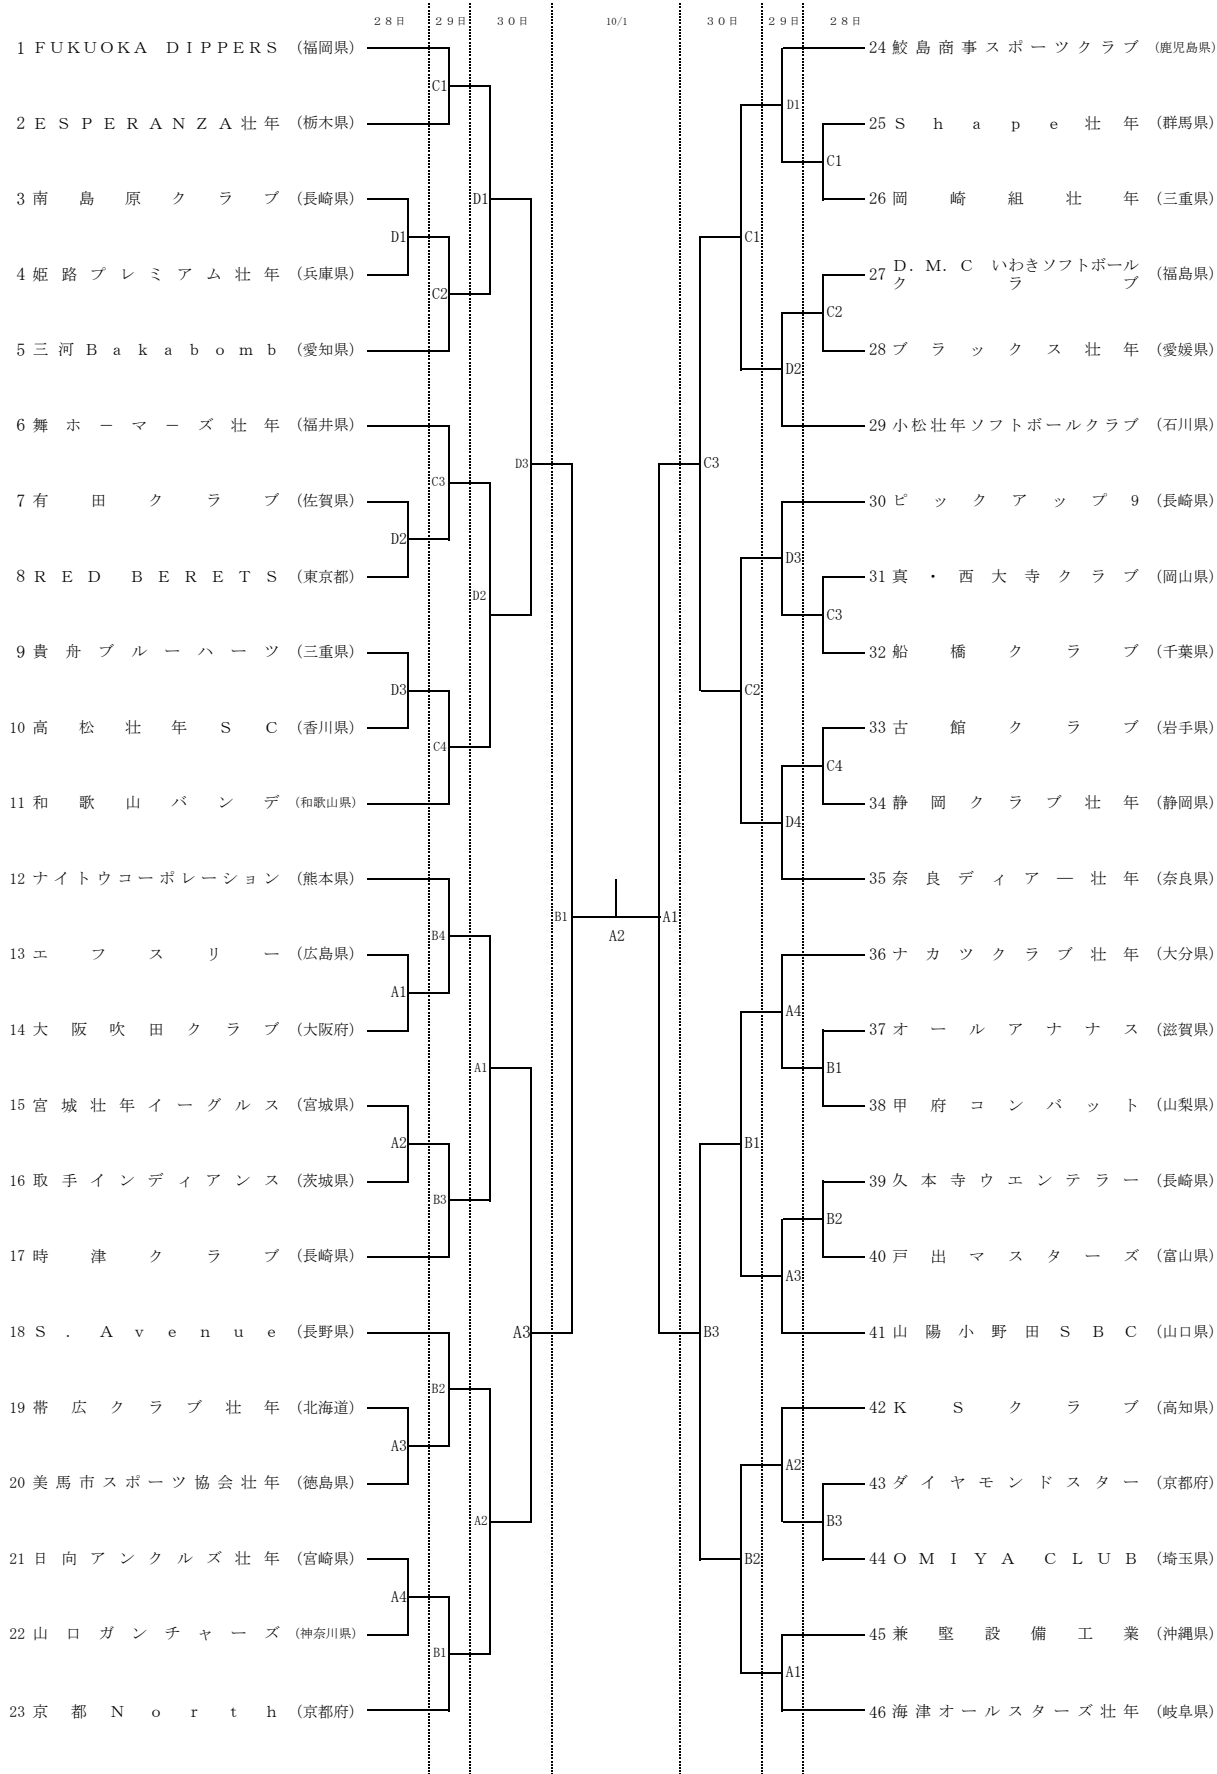 28日 29日 30日 10/1 30日 29日 28日
1 FUKUOKA DIPPERS (福岡県)
C1
2 ESPERANZA壮年 (栃木県)
D1
3 南島原クラブ (長崎県)
D1
4 姫路プレミアム壮年 (兵庫県)
C2
5 三河Bakabomb (愛知県)
D3
6 舞ホーマーズ壮年 (福井県)
C3
7 有田クラブ (佐賀県)
D2
8 RED BERETS (東京都)
D2
9 貴舟ブルーハーツ (三重県)
D3
10 高松壮年SC (香川県)
C4
11 和歌山バンデ (和歌山県)
B1
12 ナイトウコーポレーション (熊本県)
B4
13 エフスリー (広島県)
A1
14 大阪吹田クラブ (大阪府)
A1
15 宮城壮年イーグルス (宮城県)
A2
16 取手インディアンス (茨城県)
B3
17 時津クラブ (長崎県)
A3
18 S.Avenue (長野県)
B2
19 帯広クラブ壮年 (北海道)
A3
20 美馬市スポーツ協会壮年 (徳島県)
A2
21 日向アンクルズ壮年 (宮崎県)
A4
22 山口ガンチャーズ (神奈川県)
B1
23 京都North (京都府)
A2
24 鮫島商事スポーツクラブ (鹿児島県)
D1
25 Shape壮年 (群馬県)
C1
26 岡崎組壮年 (三重県)
C1
27 D.M.C いわきソフトボール
クラブ (福島県)
C2
28 ブラックス壮年 (愛媛県)
D2
29 小松壮年ソフトボールクラブ (石川県)
C3
30 ピックアップ9 (長崎県)
D3
31 真・西大寺クラブ (岡山県)
C3
32 船橋クラブ (千葉県)
C2
33 古館クラブ (岩手県)
C4
34 静岡クラブ壮年 (静岡県)
D4
35 奈良ディアー壮年 (奈良県)
A1
36 ナカツクラブ壮年 (大分県)
A4
37 オールアナナス (滋賀県)
B1
38 甲府コンバット (山梨県)
B1
39 久本寺ウエンテラー (長崎県)
B2
40 戸出マスターズ (富山県)
A3
41 山陽小野田SBC (山口県)
B3
42 KSクラブ (高知県)
A2
43 ダイヤモンドスター (京都府)
B3
44 OMIYA CLUB (埼玉県)
B2
45 兼堅設備工業 (沖縄県)
A1
46 海津オールスターズ壮年 (岐阜県)